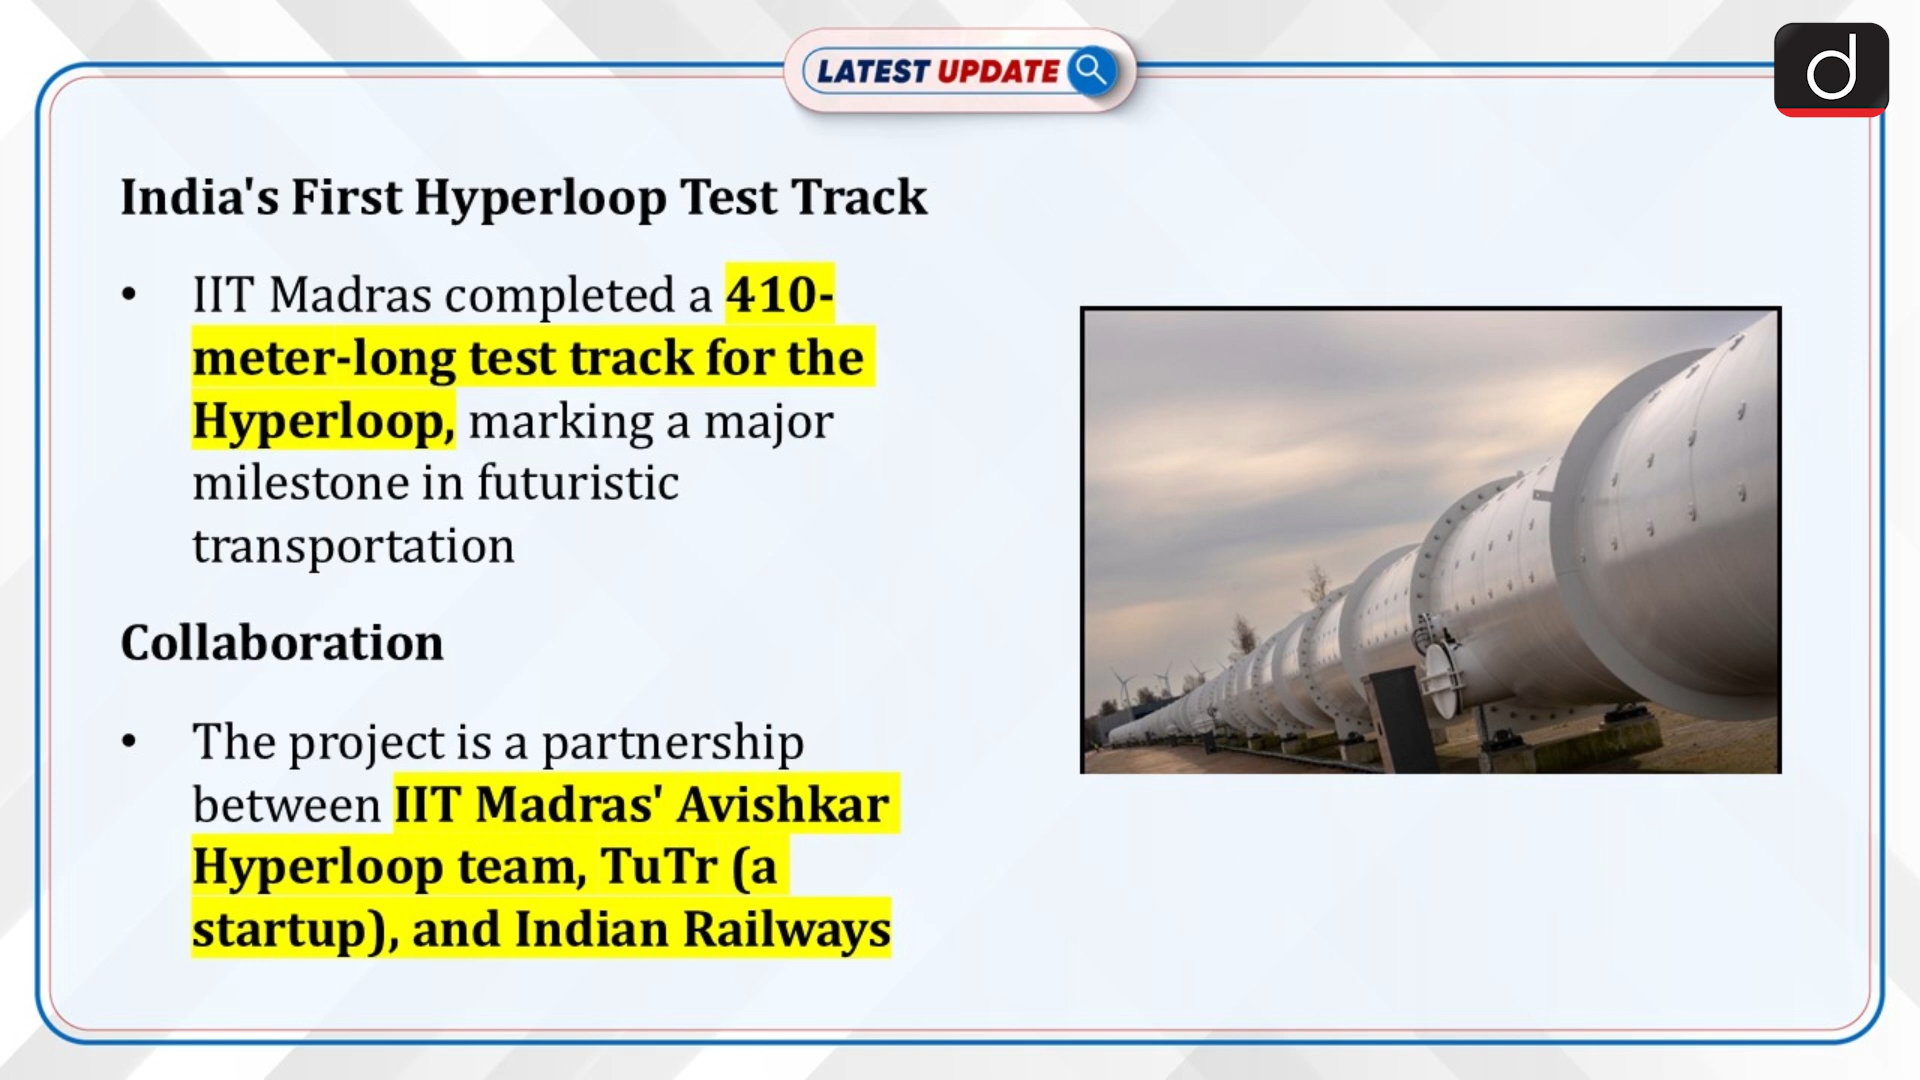 LATEST UPDATE
d
India's First Hyperloop Test Track
• IIT Madras completed a 410-
meter-long test track for the
Hyperloop, marking a major
milestone in futuristic
transportation
Collaboration
• The project is a partnership
between IIT Madras' Avishkar
Hyperloop team, TuTr (a
startup), and Indian Railways